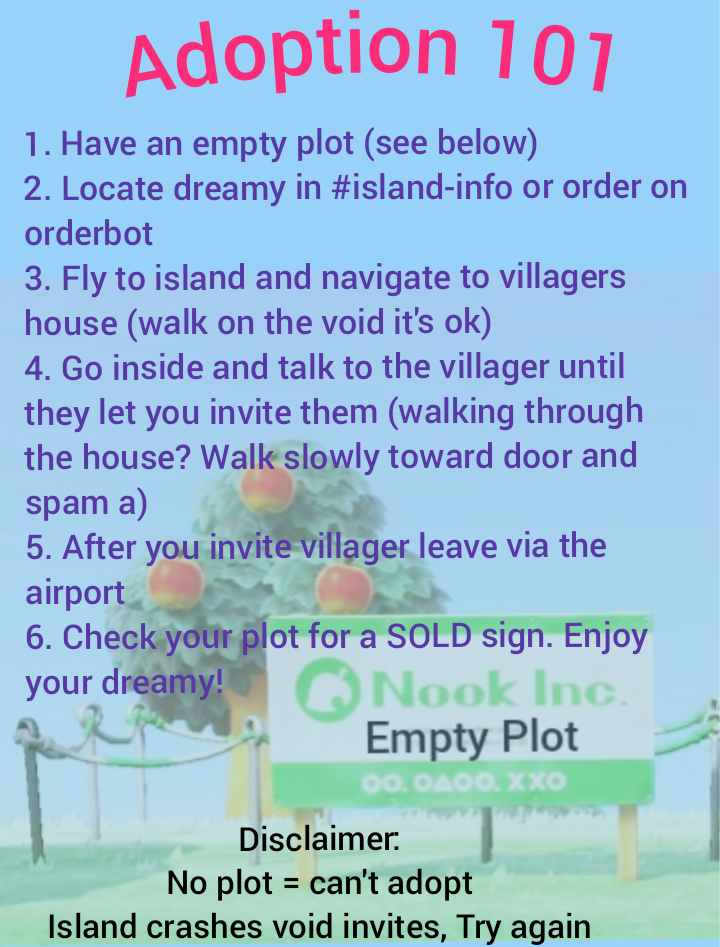 Adoption 101
1. Have an empty plot (see below)
2. Locate dreamy in #island-info or order on
orderbot
3. Fly to island and navigate to villagers
house (walk on the void it's ok)
4. Go inside and talk to the villager until
they let you invite them (walking through
the house? Walk slowly toward door and
spam a)
5. After you invite villager leave via the
airport
6. Check your plot for a SOLD sign. Enjoy
your dreamy!
Nook Inc.
Empty Plot
OO. OΔOO. XXO
Disclaimer:
No plot = can't adopt
Island crashes void invites, Try again